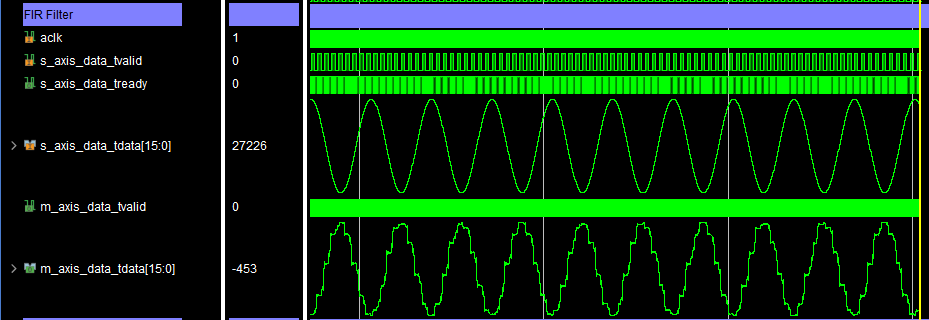 FIR Filter
aclk 1
s_axis_data_tvalid 0
s_axis_data_tready 0
s_axis_data_tdata[15:0] 27226
m_axis_data_tvalid 0
m_axis_data_tdata[15:0] -453